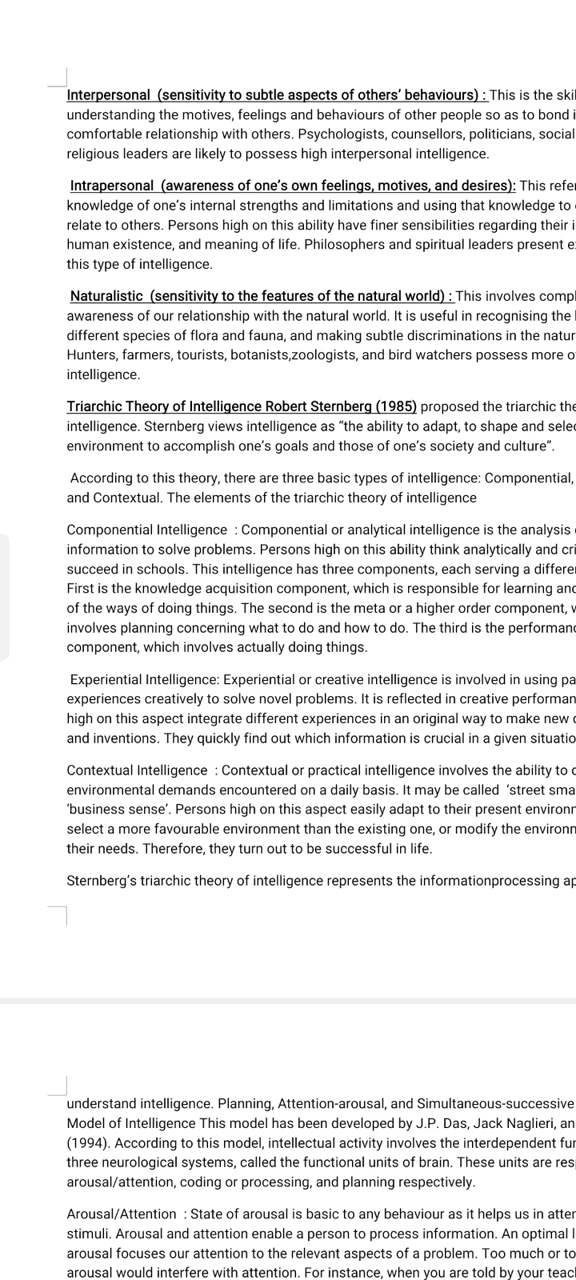 Interpersonal (sensitivity to subtle aspects of others' behaviours) : This is the skil
understanding the motives, feelings and behaviours of other people so as to bond i
comfortable relationship with others. Psychologists, counsellors, politicians, social
religious leaders are likely to possess high interpersonal intelligence.
Intrapersonal (awareness of one's own feelings, motives, and desires): This refe
knowledge of one's internal strengths and limitations and using that knowledge to
relate to others. Persons high on this ability have finer sensibilities regarding their i
human existence, and meaning of life. Philosophers and spiritual leaders present e
this type of intelligence.
Naturalistic (sensitivity to the features of the natural world) : This involves compl
awareness of our relationship with the natural world. It is useful in recognising the
different species of flora and fauna, and making subtle discriminations in the natur
Hunters, farmers, tourists, botanists,zoologists, and bird watchers possess more o
intelligence.
Triarchic Theory of Intelligence Robert Sternberg (1985) proposed the triarchic the
intelligence. Sternberg views intelligence as “the ability to adapt, to shape and selec
environment to accomplish one's goals and those of one's society and culture”.
According to this theory, there are three basic types of intelligence: Componential,
and Contextual. The elements of the triarchic theory of intelligence
Componential Intelligence : Componential or analytical intelligence is the analysis
information to solve problems. Persons high on this ability think analytically and cri
succeed in schools. This intelligence has three components, each serving a differe
First is the knowledge acquisition component, which is responsible for learning and
of the ways of doing things. The second is the meta or a higher order component, w
involves planning concerning what to do and how to do. The third is the performanc
component, which involves actually doing things.
Experiential Intelligence: Experiential or creative intelligence is involved in using pa
experiences creatively to solve novel problems. It is reflected in creative performan
high on this aspect integrate different experiences in an original way to make new
and inventions. They quickly find out which information is crucial in a given situatio
Contextual Intelligence : Contextual or practical intelligence involves the ability to
environmental demands encountered on a daily basis. It may be called ‘street sma
‘business sense’. Persons high on this aspect easily adapt to their present environm
select a more favourable environment than the existing one, or modify the environm
their needs. Therefore, they turn out to be successful in life.
Sternberg's triarchic theory of intelligence represents the informationprocessing ap
understand intelligence. Planning, Attention-arousal, and Simultaneous-successive
Model of Intelligence This model has been developed by J.P. Das, Jack Naglieri, an
(1994). According to this model, intellectual activity involves the interdependent fun
three neurological systems, called the functional units of brain. These units are resp
arousal/attention, coding or processing, and planning respectively.
Arousal/Attention : State of arousal is basic to any behaviour as it helps us in atten
stimuli. Arousal and attention enable a person to process information. An optimal l
arousal focuses our attention to the relevant aspects of a problem. Too much or to
arousal would interfere with attention. For instance, when you are told by your teac